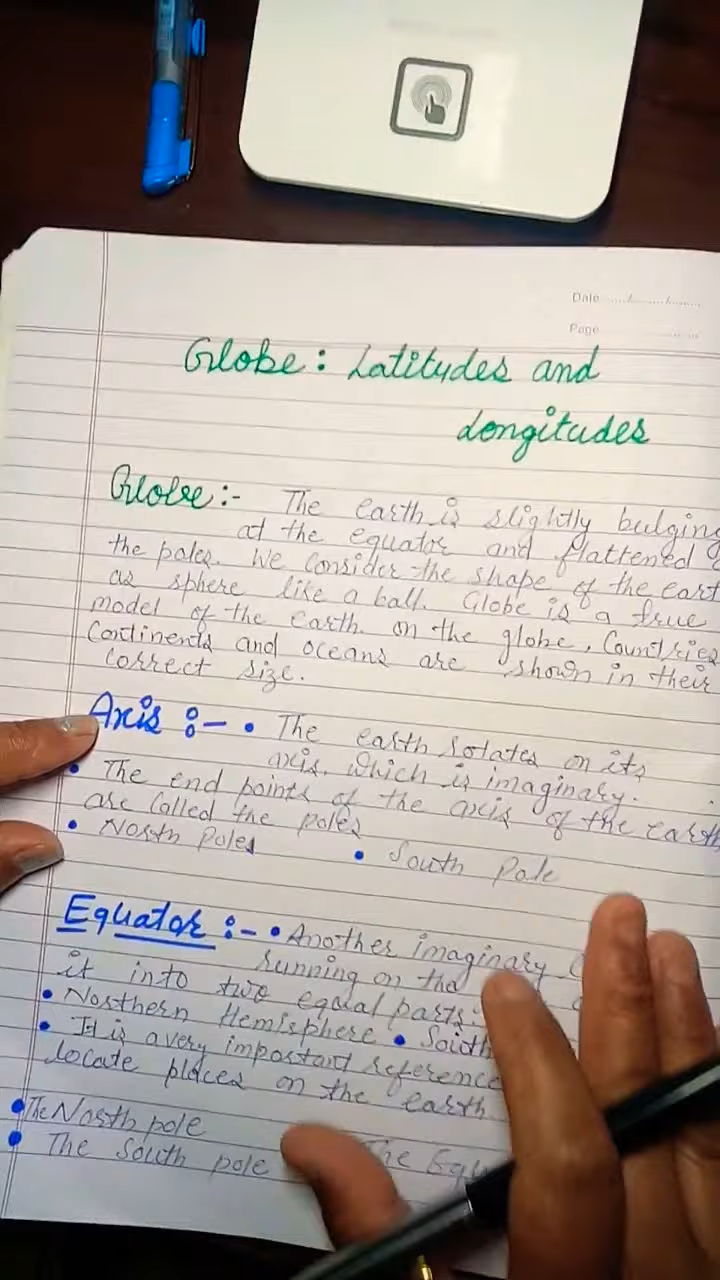 Date ....../........./.........
Page ........................
Globe : Latitudes and
Longitudes
Globe :- The earth is slightly bulging
at the equator and flattened
the poles. We consider the shape of the eart
as sphere like a ball. Globe is a true
model of the earth. on the globe, Countries
Continents and oceans are shown in their
correct size.
Axis :- • The earth rotates on its
axis. Which is imaginary.
• The end points of the axis of the earth
are called the poles
• North Poles • South Pole
Equator :- • Another imaginary
running on the
it into two equal parts:
• Northern Hemisphere • South
• It is a very important reference
locate places on the earth
• The North pole
• The South pole The Equ